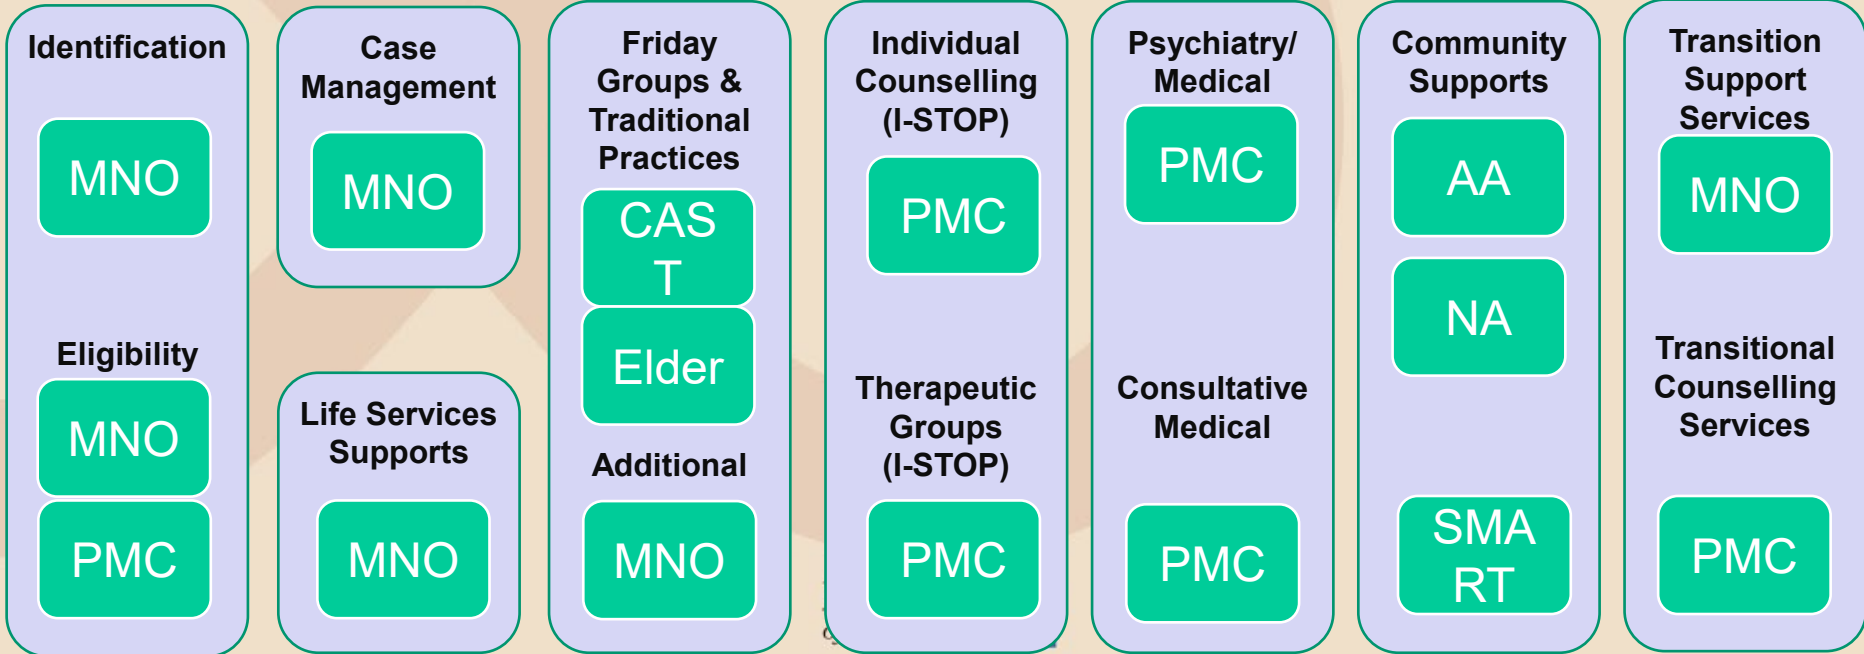 Identification
MNO
Eligibility
MNO
PMC
Case
Management
MNO
Life Services
Supports
MNO
Friday
Groups &
Traditional
Practices
CAS
T
Elder
Additional
MNO
Individual
Counselling
(I-STOP)
PMC
Therapeutic
Groups
(I-STOP)
PMC
Psychiatry/
Medical
PMC
Consultative
Medical
PMC
Community
Supports
AA
NA
SMA
RT
Transition
Support
Services
MNO
Transitional
Counselling
Services
PMC